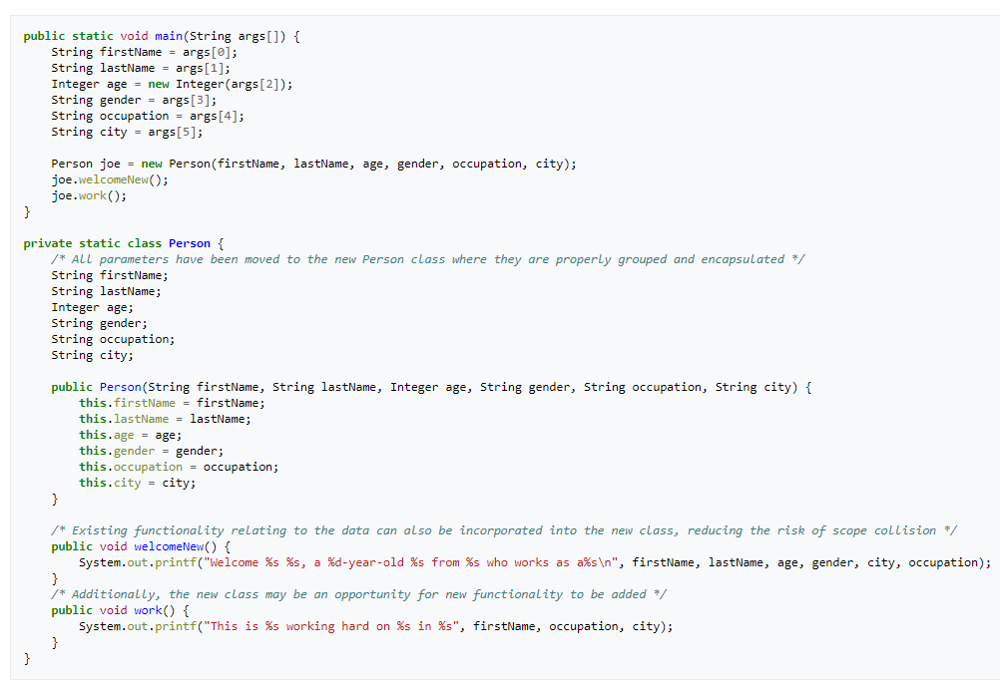 public static void main(String args[]) {
    String firstName = args[0];
    String lastName = args[1];
    Integer age = new Integer(args[2]);
    String gender = args[3];
    String occupation = args[4];
    String city = args[5];

    Person joe = new Person(firstName, lastName, age, gender, occupation, city);
    joe.welcomeNew();
    joe.work();
}

private static class Person {
    /* All parameters have been moved to the new Person class where they are properly grouped and encapsulated */
    String firstName;
    String lastName;
    Integer age;
    String gender;
    String occupation;
    String city;

    public Person(String firstName, String lastName, Integer age, String gender, String occupation, String city) {
        this.firstName = firstName;
        this.lastName = lastName;
        this.age = age;
        this.gender = gender;
        this.occupation = occupation;
        this.city = city;
    }

    /* Existing functionality relating to the data can also be incorporated into the new class, reducing the risk of scope collision */
    public void welcomeNew() {
        System.out.printf("Welcome %s %s, a %d-year-old %s from %s who works as a%s\n", firstName, lastName, age, gender, city, occupation);
    }
    /* Additionally, the new class may be an opportunity for new functionality to be added */
    public void work() {
        System.out.printf("This is %s working hard on %s in %s", firstName, occupation, city);
    }
}